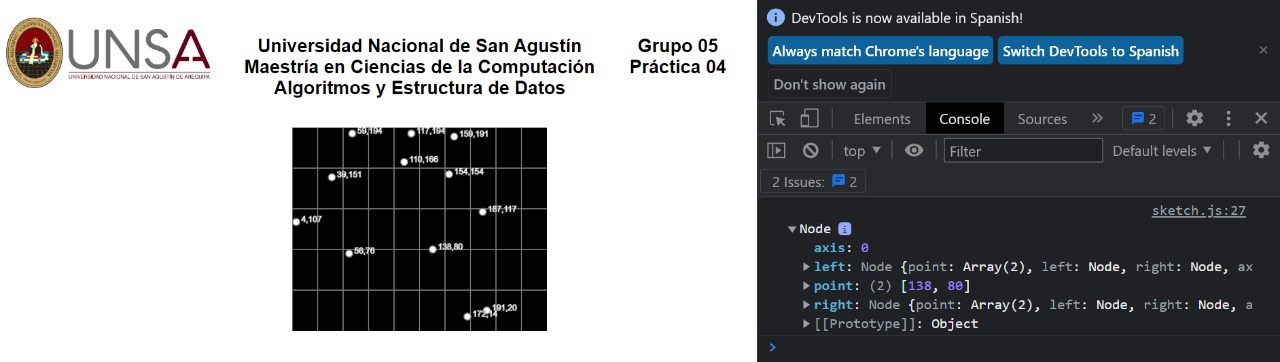 UNSA
UNIVERSIDAD NACIONAL DE SAN AGUSTÍN DE AREQUIPA
Universidad Nacional de San Agustín
Maestría en Ciencias de la Computación
Algoritmos y Estructura de Datos
Grupo 05
Práctica 04
59,194
117,194
159,191
110,166
39,151
154,154
187,117
4,107
56,76
138,80
191,20
172,14
DevTools is now available in Spanish!
Always match Chrome's language
Switch DevTools to Spanish
×
Don't show again
Elements
Console
Sources
»
2
top ▼
Filter
Default levels ▼
2 Issues: 2
sketch.js:27
▼Node i
axis: 0
▶left: Node {point: Array(2), left: Node, right: Node, ax
▶point: (2) [138, 80]
▶right: Node {point: Array(2), left: Node, right: Node, a
▶[[Prototype]]: Object
>